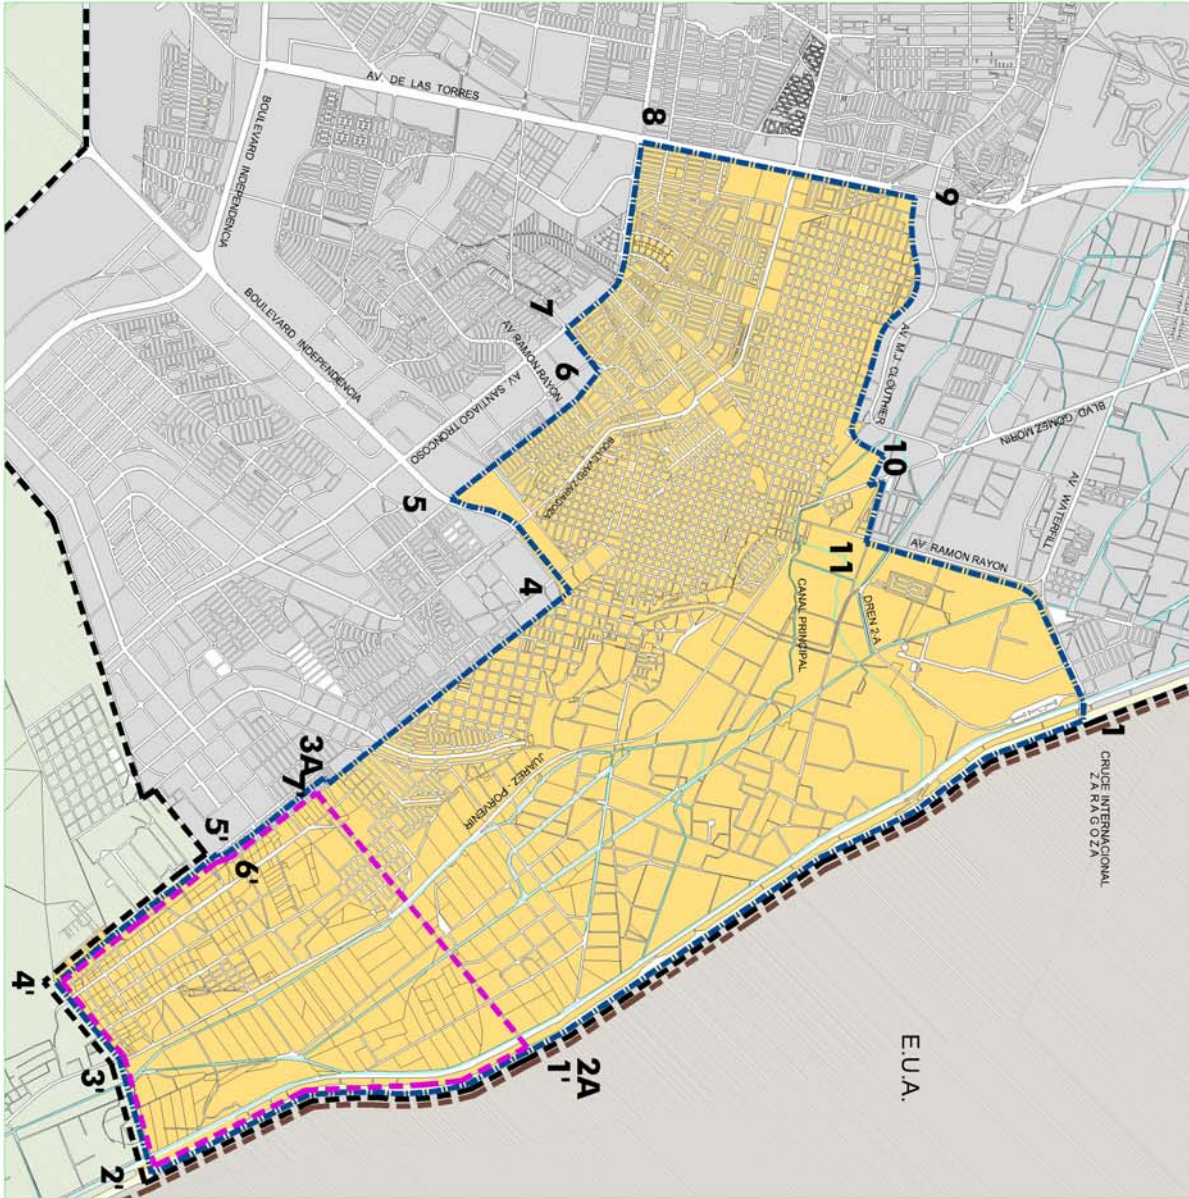 AV. DE LAS TORRES
8
BOULEVARD INDEPENDENCIA
9
BOULEVARD INDEPENDENCIA
7
AV RAMON RAYON
6
AV. SANTIAGO TRONCOSO
AV. M.J. CLOUTHIER
BLVD. GOMEZ MORIN
10
BOULEVARD ZARAGOZA
AV. WATERFILL
5
11
AV. RAMON RAYON
4
CANAL PRINCIPAL
DREN 2-A
1
CRUCE INTERNACIONAL
ZARAGOZA
3A
7'
JUAREZ - PORVENIR
5'
6'
4'
E.U.A.
2A
1'
3'
2'